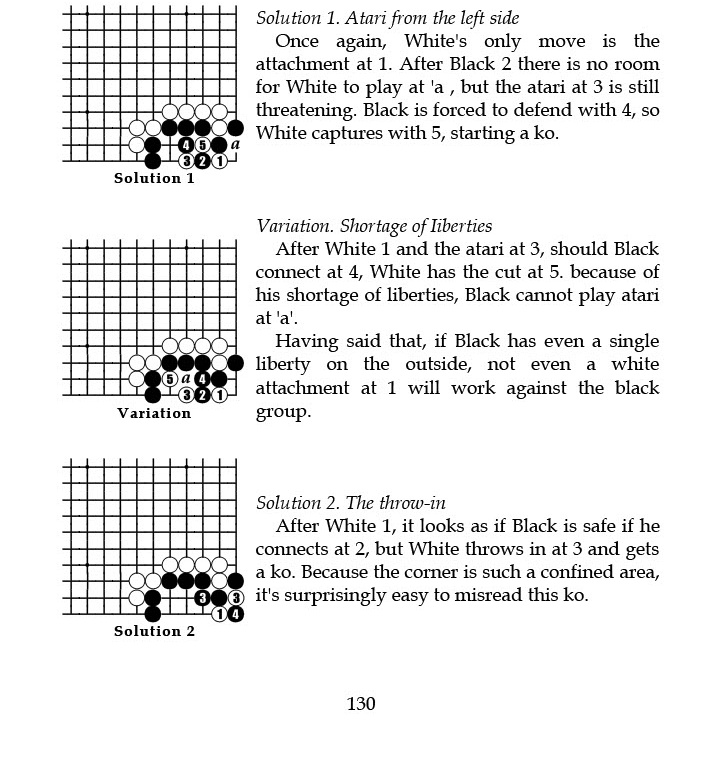 Solution 1. Atari from the left side
Once again, White's only move is the
attachment at 1. After Black 2 there is no room
for White to play at 'a , but the atari at 3 is still
threatening. Black is forced to defend with 4, so
White captures with 5, starting a ko.
4 5 a
3 2 1
Solution 1
Variation. Shortage of Iiberties
After White 1 and the atari at 3, should Black
connect at 4, White has the cut at 5. because of
his shortage of liberties, Black cannot play atari
at 'a'.
Having said that, if Black has even a single
liberty on the outside, not even a white
attachment at 1 will work against the black
group.
5 a 4
3 2 1
Variation
Solution 2. The throw-in
After White 1, it looks as if Black is safe if he
connects at 2, but White throws in at 3 and gets
a ko. Because the corner is such a confined area,
it's surprisingly easy to misread this ko.
3 3
1 4
Solution 2
130